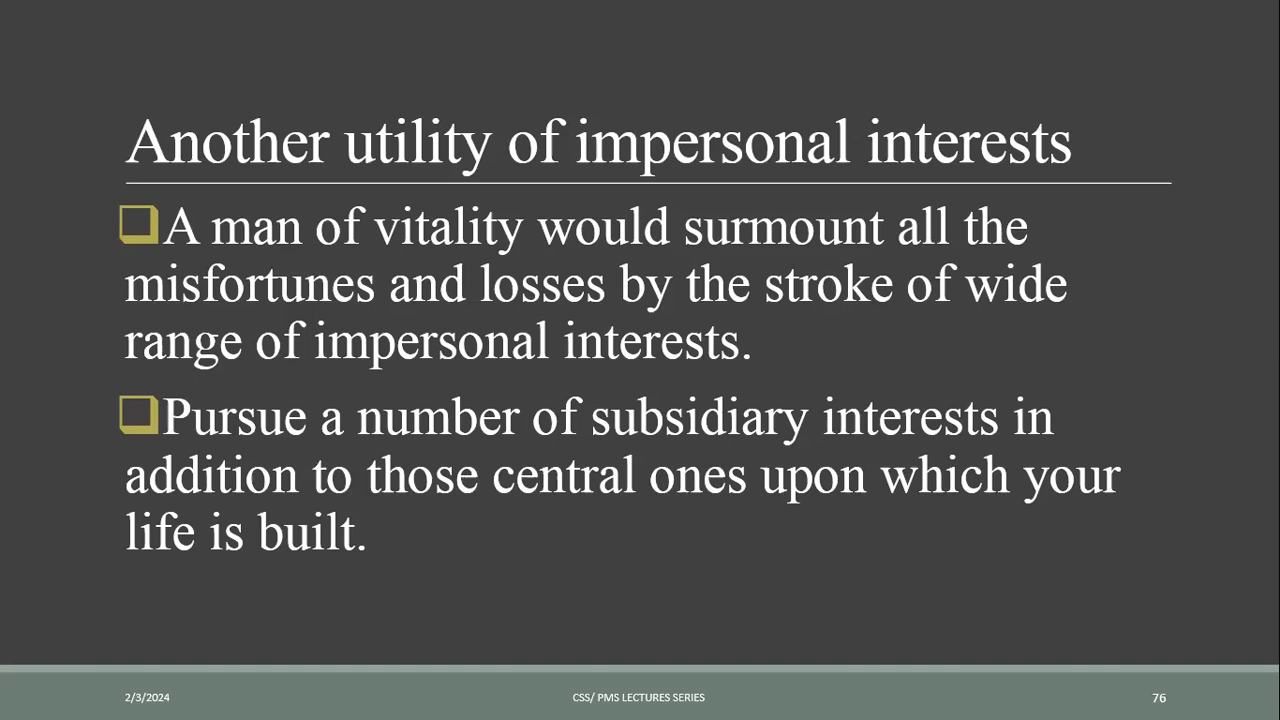 Another utility of impersonal interests
A man of vitality would surmount all the
misfortunes and losses by the stroke of wide
range of impersonal interests.
Pursue a number of subsidiary interests in
addition to those central ones upon which your
life is built.
2/3/2024
CSS/ PMS LECTURES SERIES
76